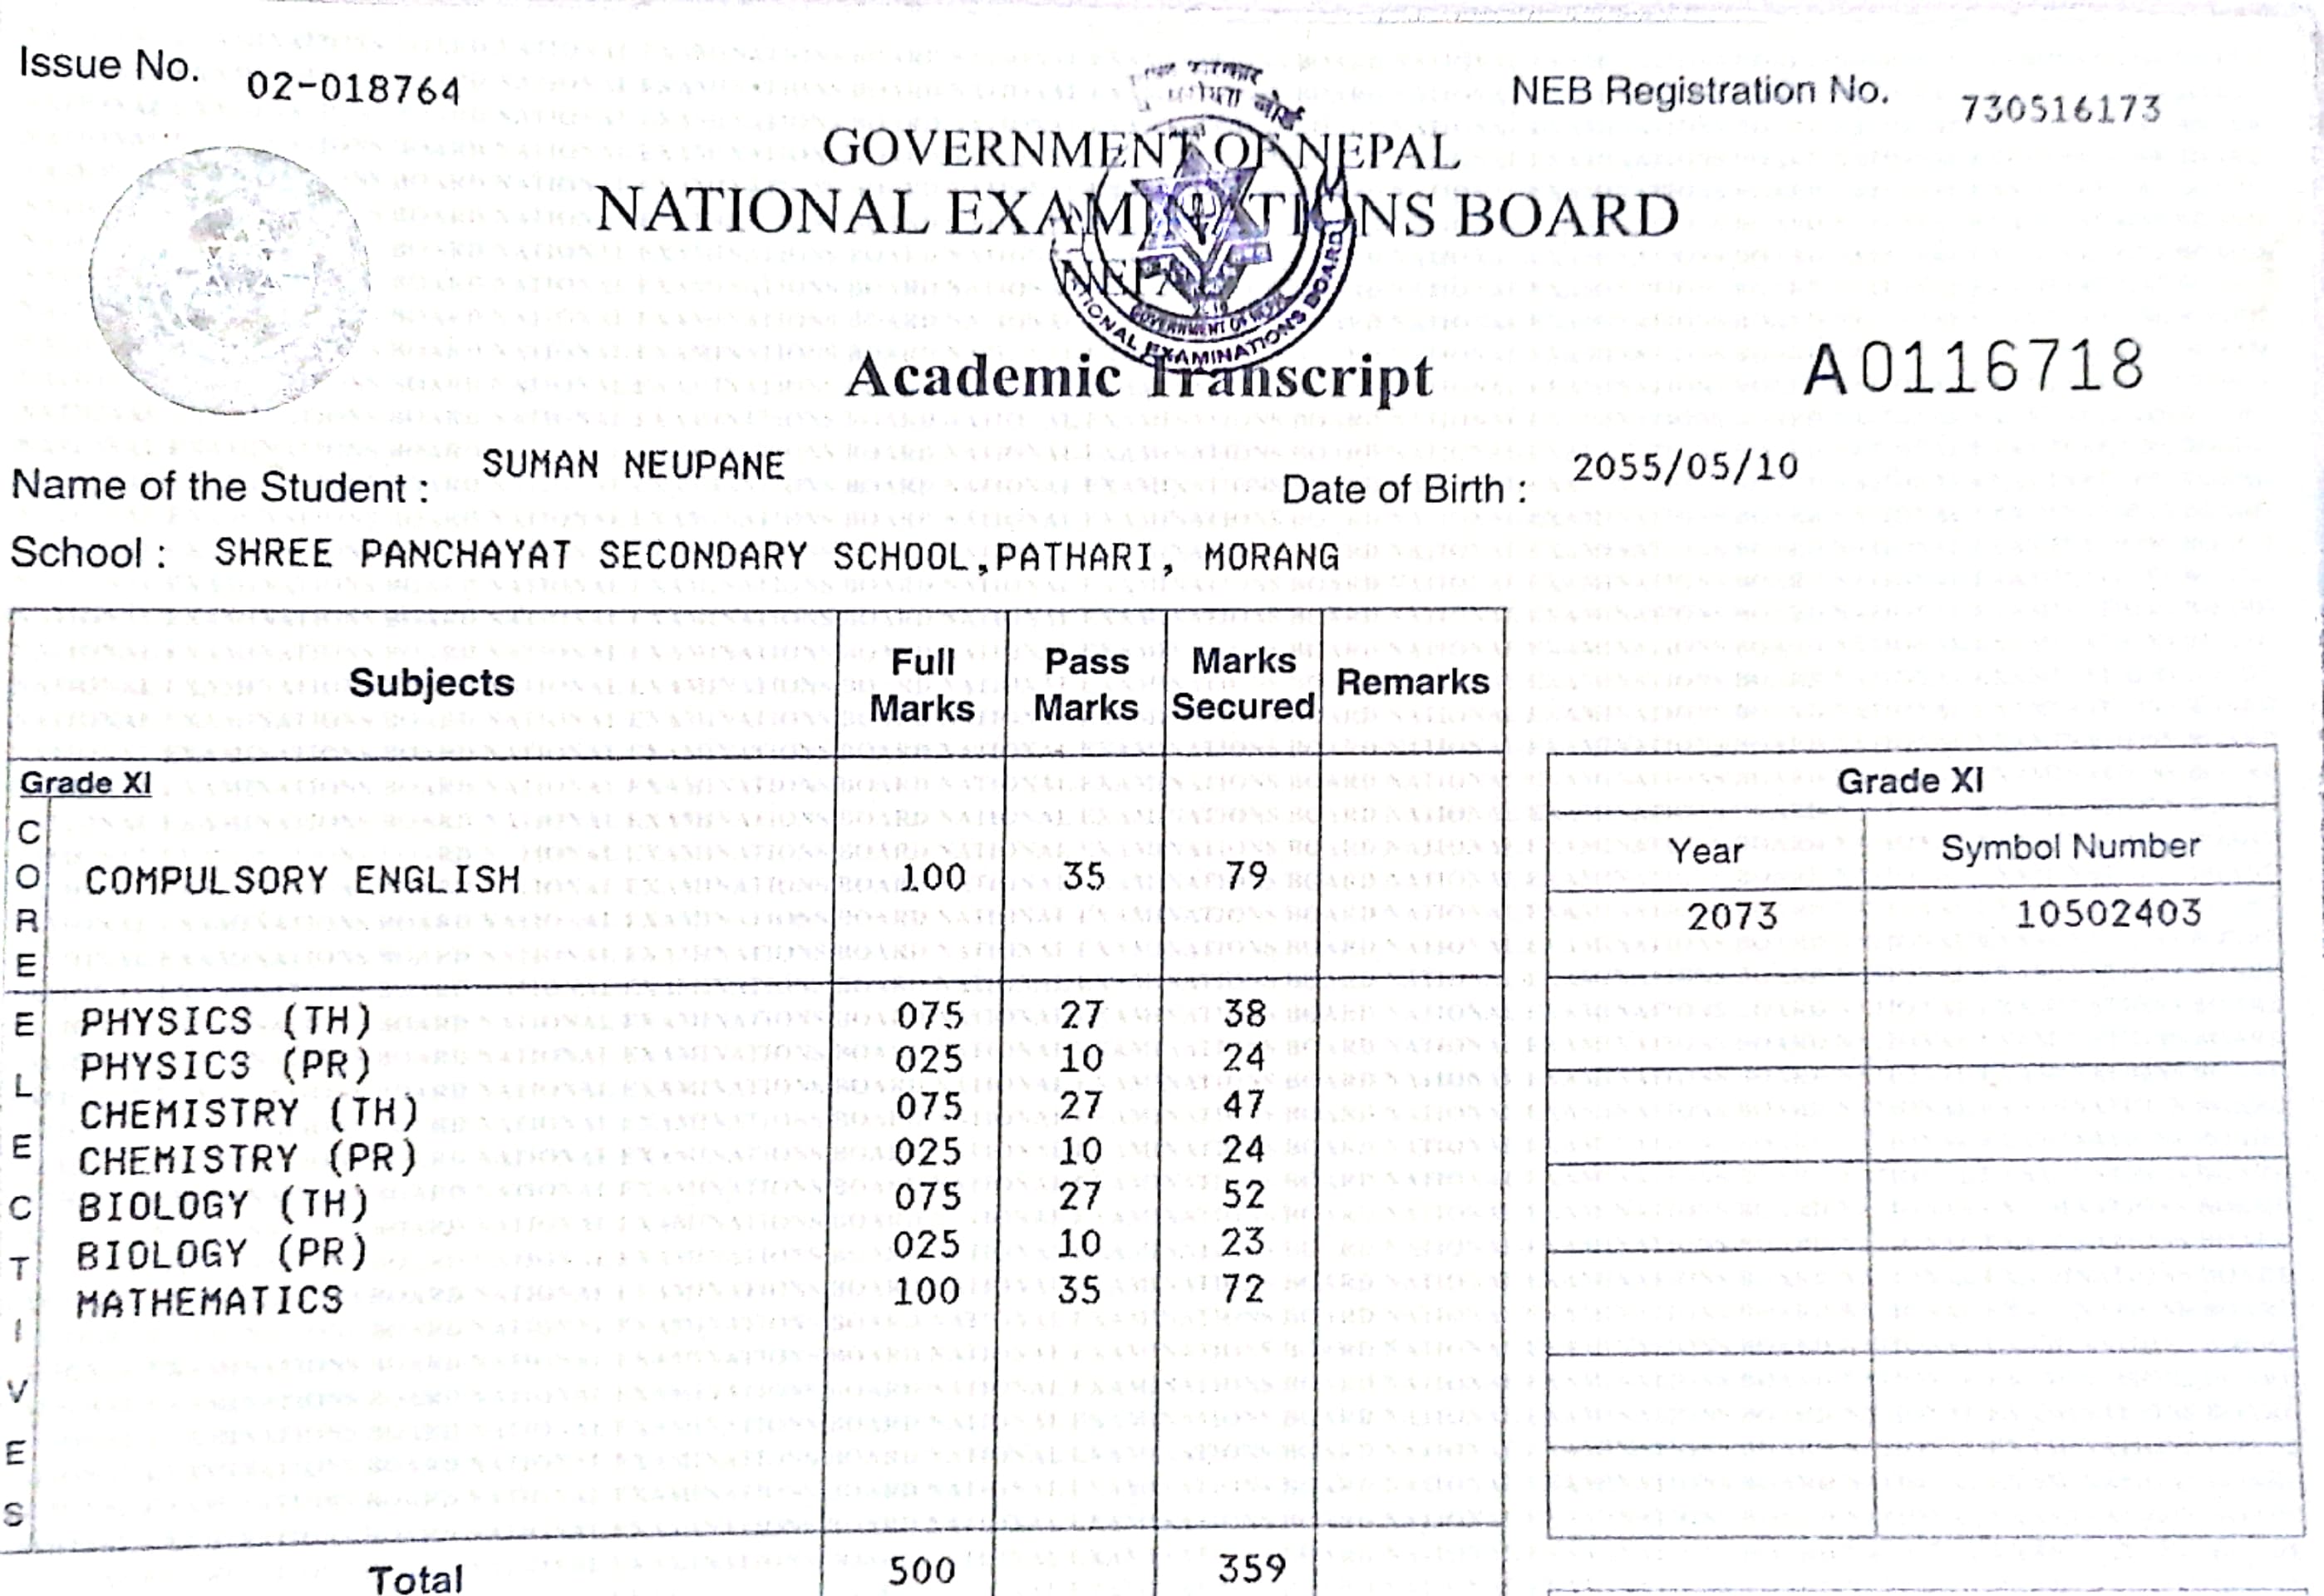 Issue No. 02-018764
NEB Registration No. 730516173
GOVERNMENT OF NEPAL
NATIONAL EXAMINATIONS BOARD
NEPAL
GOVERNMENT OF NEPAL
NATIONAL EXAMINATIONS BOARD
Academic Transcript
A0116718
Name of the Student : SUMAN NEUPANE
Date of Birth : 2055/05/10
School : SHREE PANCHAYAT SECONDARY SCHOOL,PATHARI, MORANG
Subjects Full Marks Pass Marks Marks Secured Remarks
Grade XI
CORE
COMPULSORY ENGLISH 100 35 79
ELECTIVES
PHYSICS (TH) 075 27 38
PHYSICS (PR) 025 10 24
CHEMISTRY (TH) 075 27 47
CHEMISTRY (PR) 025 10 24
BIOLOGY (TH) 075 27 52
BIOLOGY (PR) 025 10 23
MATHEMATICS 100 35 72
Total 500 359
Grade XI
Year Symbol Number
2073 10502403